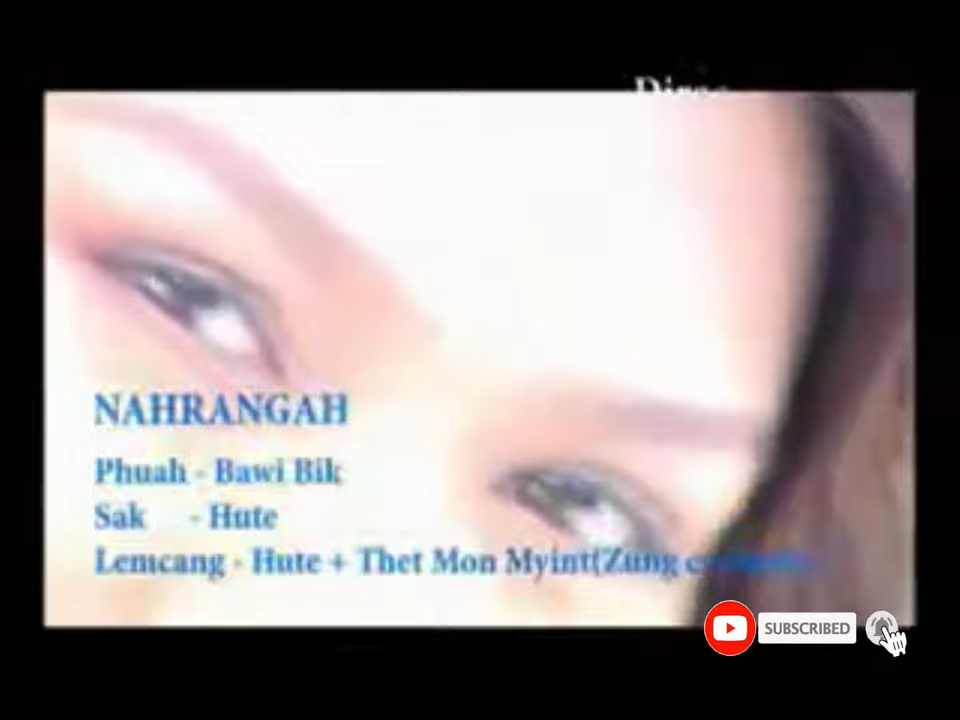 NAHRANGAH
Phuah - Bawi Bik
Sak - Hute
Lemcang - Hute + Thet Mon Myint(Zung
SUBSCRIBED